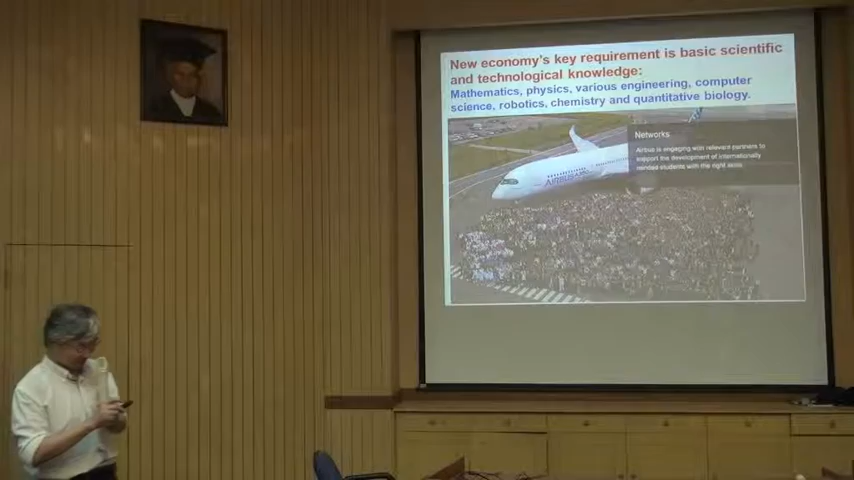 New economy's key requirement is basic scientific
and technological knowledge:
Mathematics, physics, various engineering, computer
science, robotics, chemistry, and quantitative biology.
Networks
Airbus is engaging with relevant partners to
support the development of internationally
minded students with the right skills.
AIRBUS